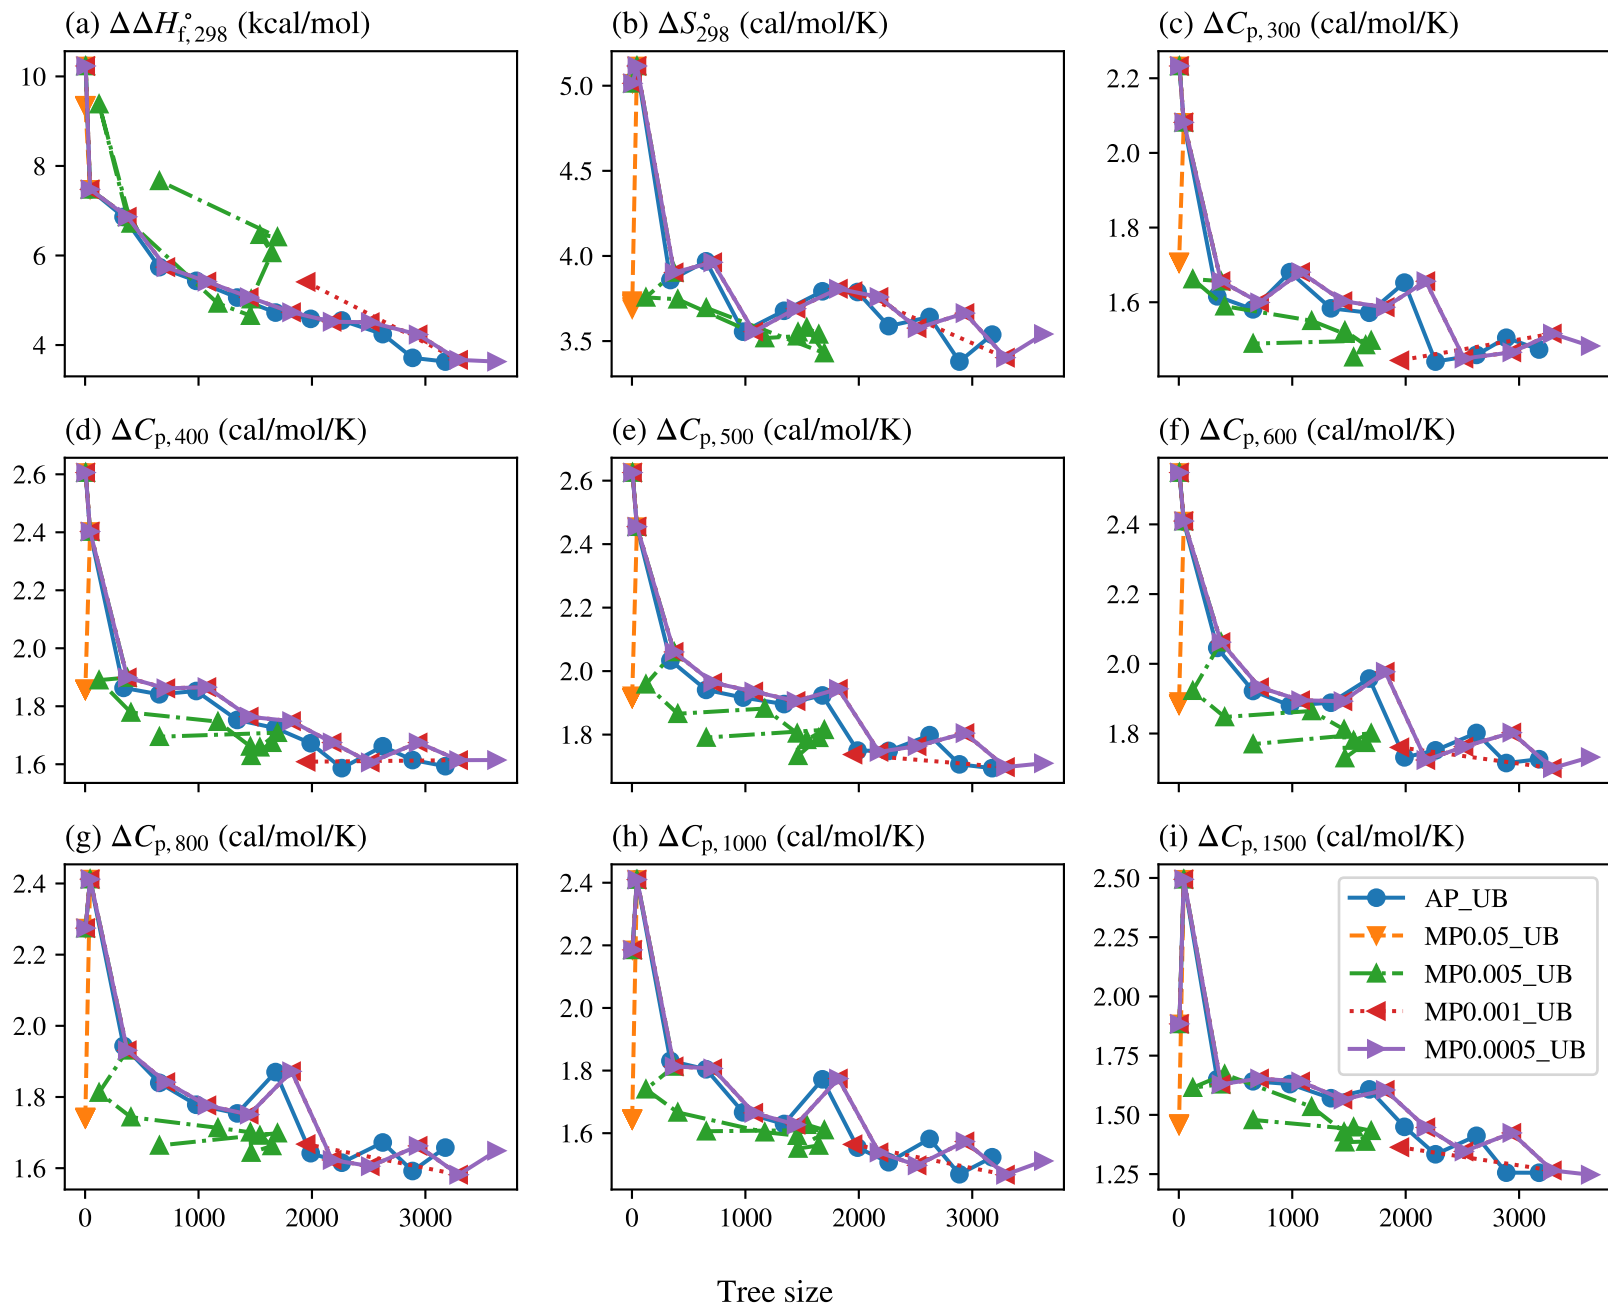 (a) ΔΔH°f,298 (kcal/mol)
(b) ΔS°298 (cal/mol/K)
(c) ΔCp,300 (cal/mol/K)
10
8
6
4
5.0
4.5
4.0
3.5
2.2
2.0
1.8
1.6
(d) ΔCp,400 (cal/mol/K)
(e) ΔCp,500 (cal/mol/K)
(f) ΔCp,600 (cal/mol/K)
2.6
2.4
2.2
2.0
1.8
1.6
2.6
2.4
2.2
2.0
1.8
2.4
2.2
2.0
1.8
(g) ΔCp,800 (cal/mol/K)
(h) ΔCp,1000 (cal/mol/K)
(i) ΔCp,1500 (cal/mol/K)
2.4
2.2
2.0
1.8
1.6
0 1000 2000 3000
2.4
2.2
2.0
1.8
1.6
0 1000 2000 3000
2.50
2.25
2.00
1.75
1.50
1.25
0 1000 2000 3000
AP_UB
MP0.05_UB
MP0.005_UB
MP0.001_UB
MP0.0005_UB
Tree size